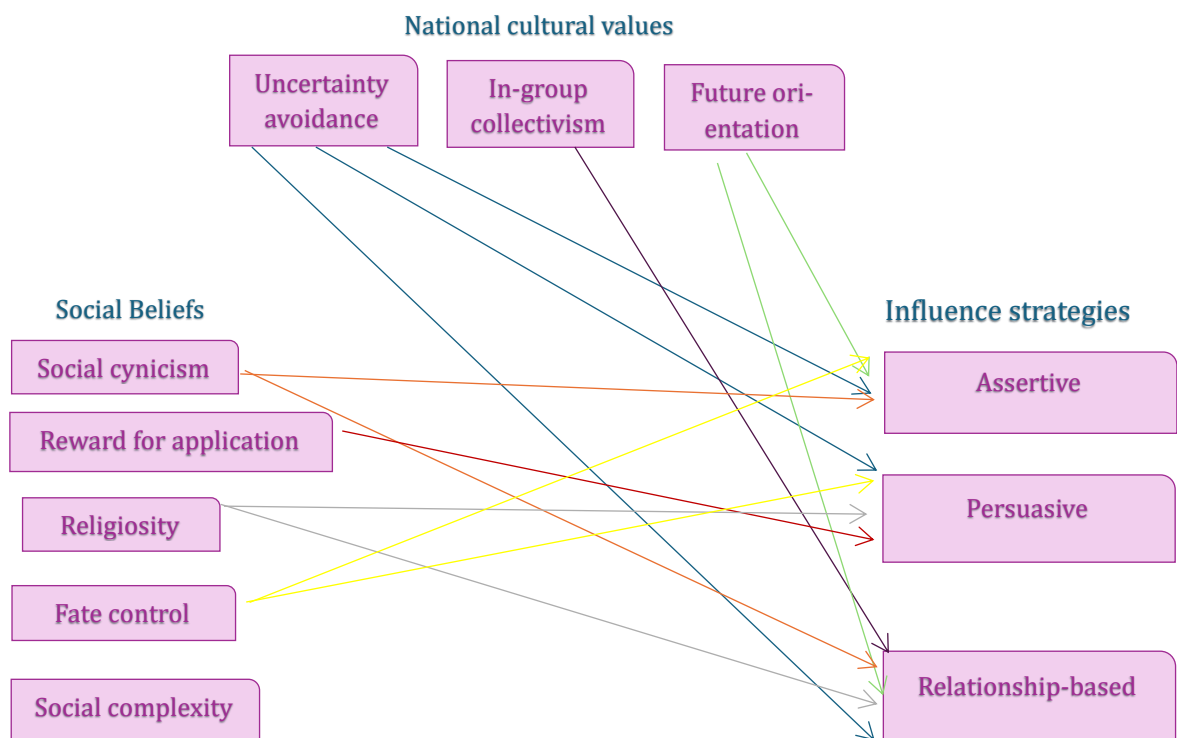 National cultural values
Uncertainty
avoidance
In-group
collectivism
Future ori-
entation
Social Beliefs
Social cynicism
Reward for application
Religiosity
Fate control
Social complexity
Influence strategies
Assertive
Persuasive
Relationship-based